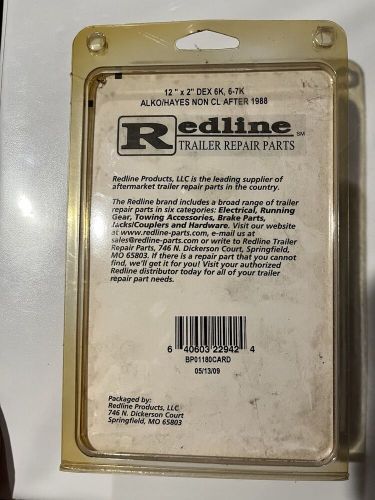 12 " x 2" DEX 6K, 6-7K
ALKO/HAYES NON CL AFTER 1988
Redline SM
TRAILER REPAIR PARTS
Redline Products, LLC is the leading supplier of
aftermarket trailer repair parts in the country.
The Redline brand includes a broad range of trailer
repair parts in six categories: Electrical, Running
Gear, Towing Accessories, Brake Parts,
Jacks/Couplers and Hardware. Visit our website
at www.redline-parts.com, e-mail us at
sales@redline-parts.com or write to Redline Trailer
Repair Parts, 746 N. Dickerson Court, Springfield,
MO 65803. If there is a repair part that you cannot
find, we'll get it for you! Visit your authorized
Redline distributor today for all of your trailer
repair part needs.
6 40603 22942 4
BP01180CARD
05/13/09
Packaged by:
Redline Products, LLC
746 N. Dickerson Court
Springfield, MO 65803